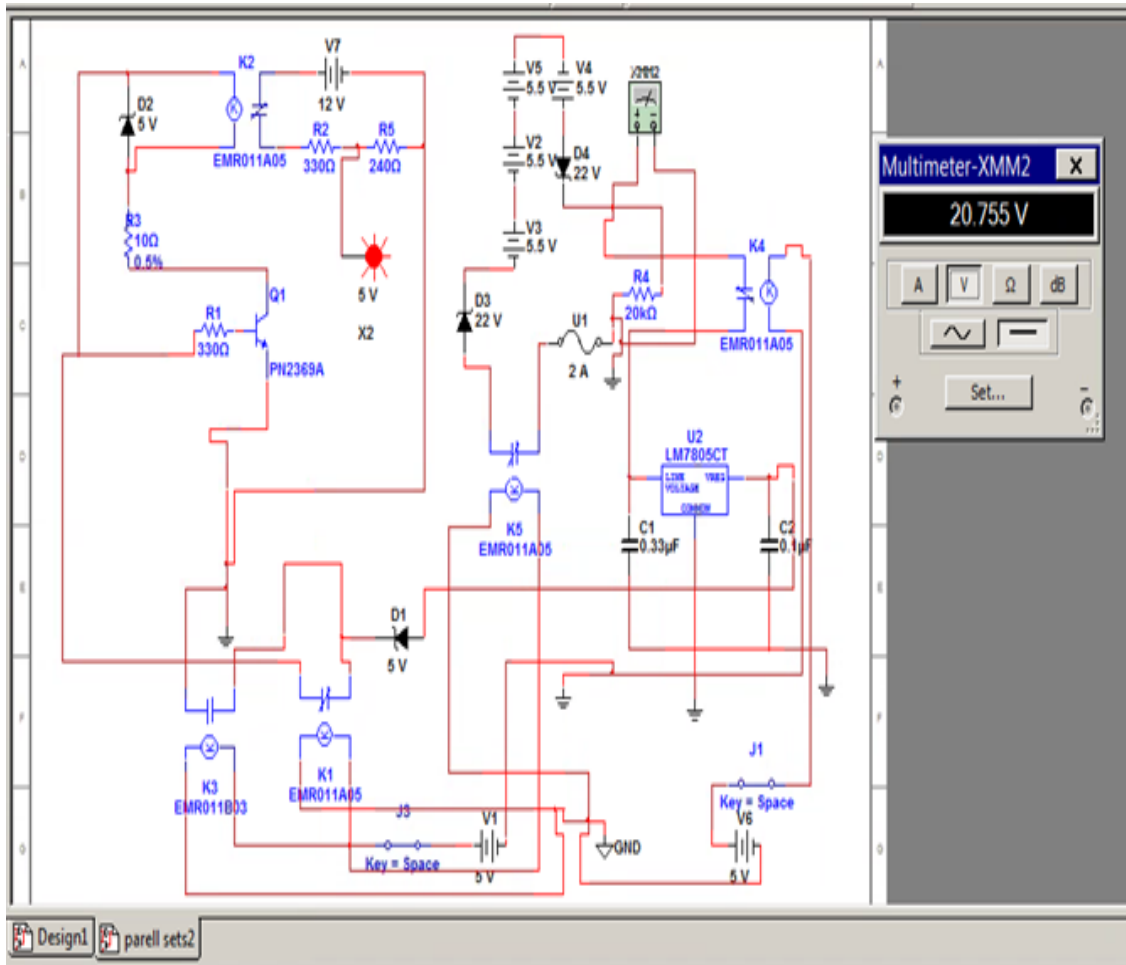 K2
V7
12 V
D2
5 V
EMR011A05
R2
330Ω
R5
240Ω
R3
10Ω
0.5%
5 V
X2
Q1
R1
330Ω
PN2369A
V5
5.5 V
V4
5.5 V
V2
5.5 V
D4
22 V
V3
5.5 V
D3
22 V
XMM2
R4
20kΩ
U1
2 A
K4
EMR011A05
Multimeter-XMM2
X
20.755 V
A
V
Ω
dB
+
Set...
−
U2
LM7805CT
LINE VREG
VOLTAGE
COMMON
C1
0.33µF
C2
0.1µF
K5
EMR011A05
D1
5 V
K3
EMR011B03
K1
EMR011A05
J3
Key = Space
V1
5 V
GND
J1
Key = Space
V6
5 V
A
B
C
D
E
F
G
A
B
C
D
E
F
G
Design1
parell sets2